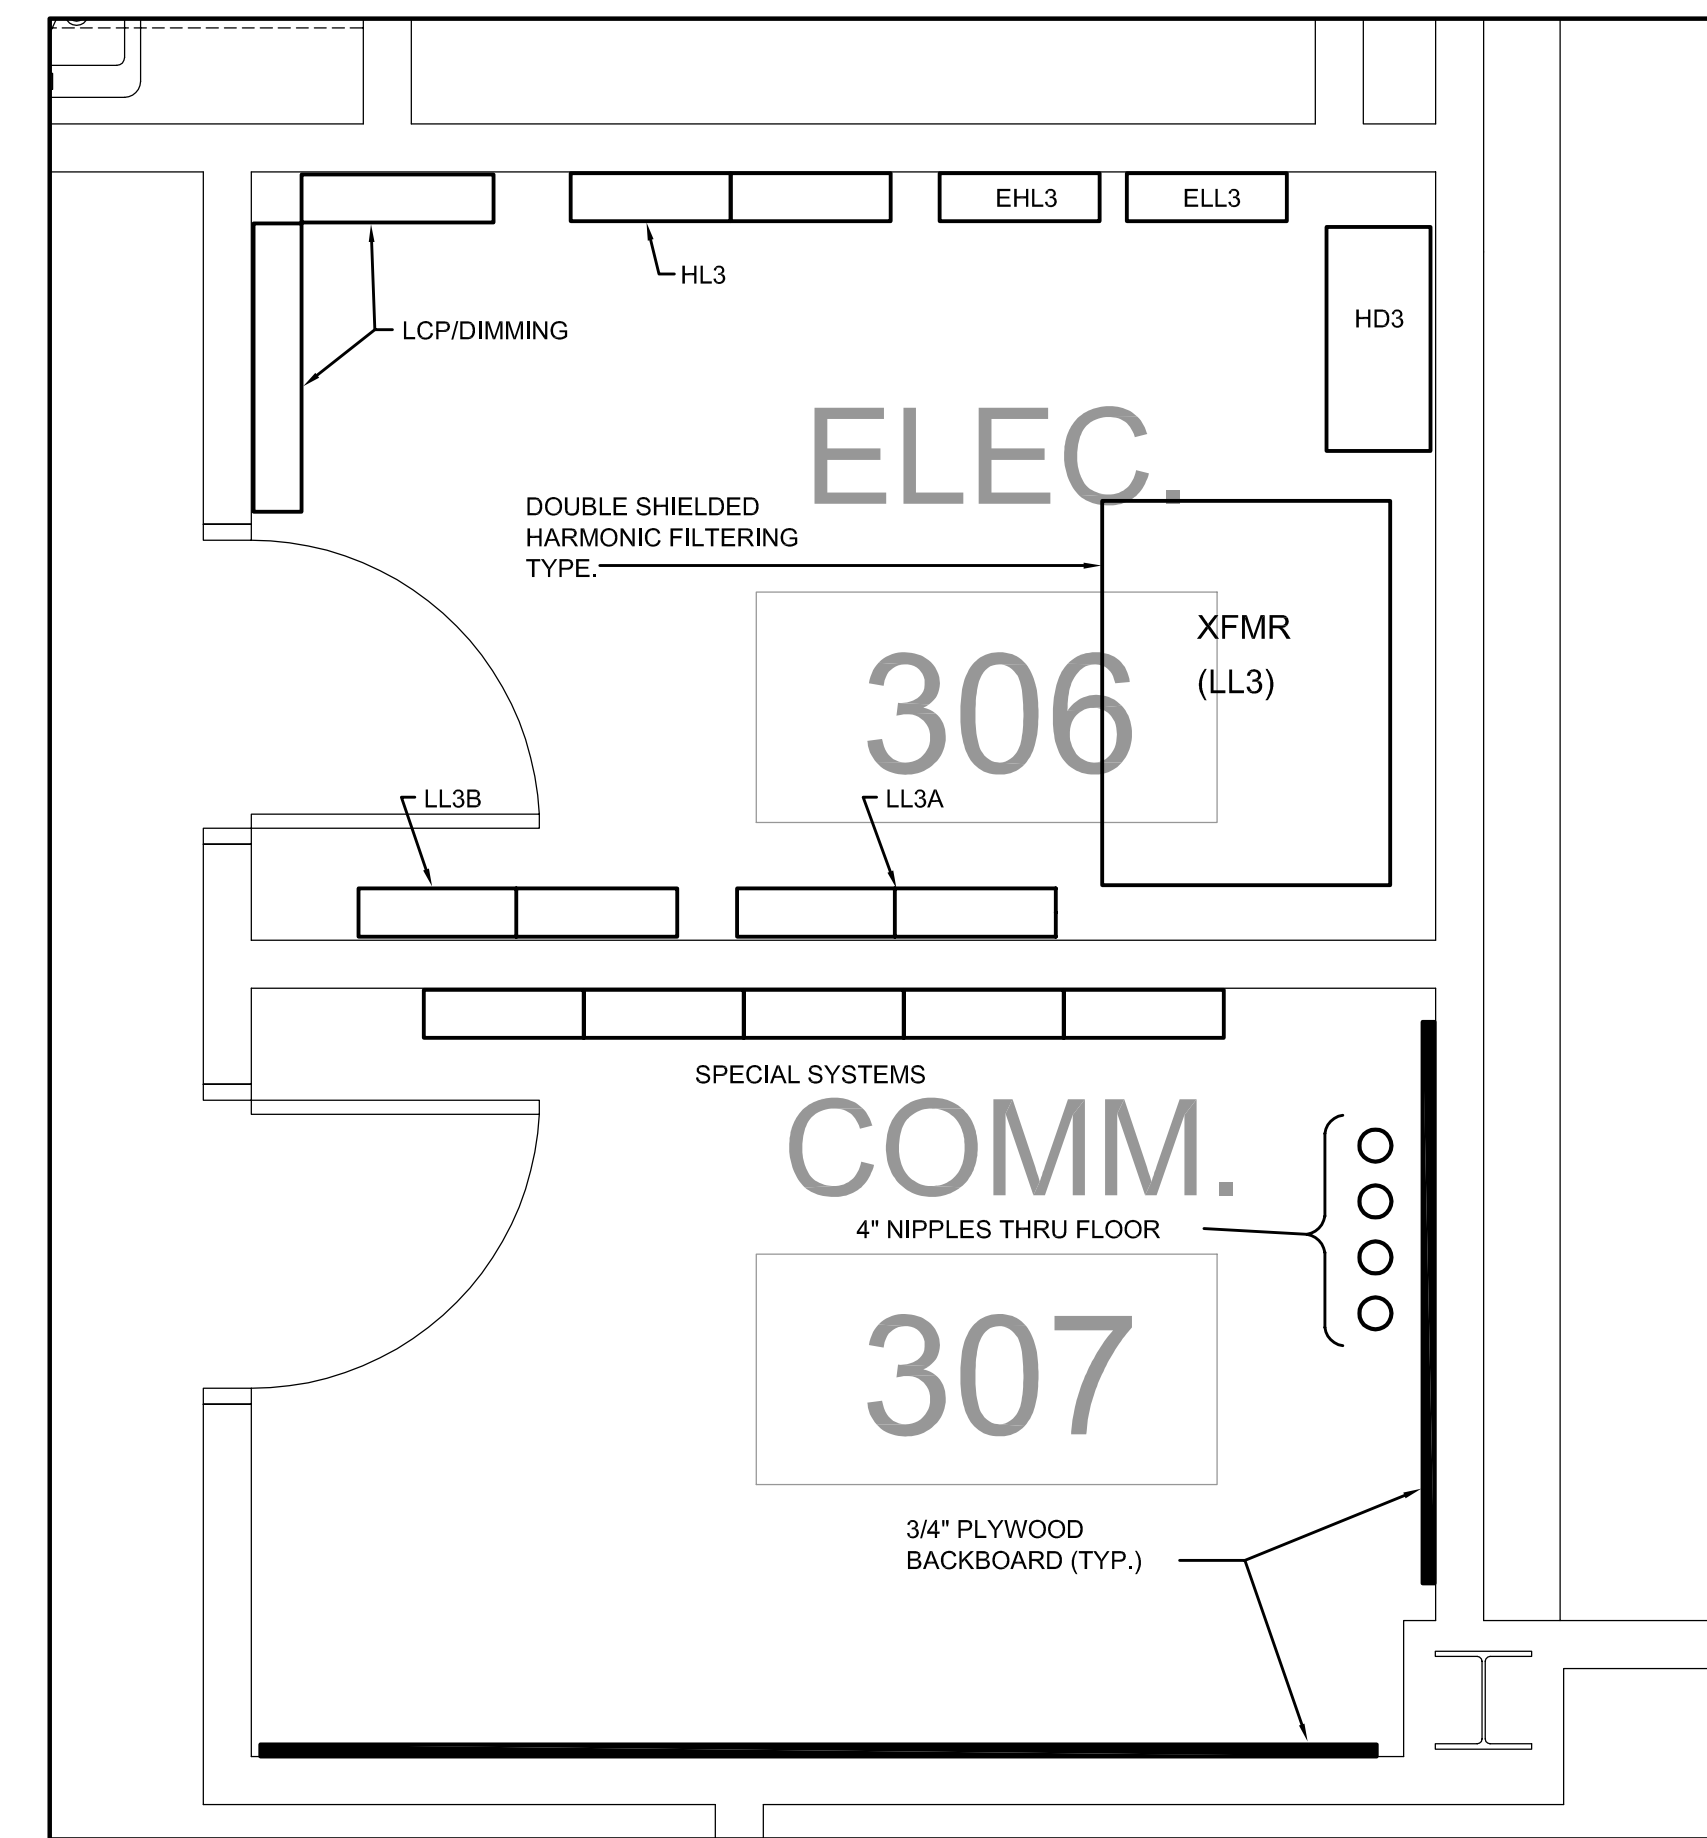 EHL3
ELL3
HL3
HD3
LCP/DIMMING
ELEC.
DOUBLE SHIELDED
HARMONIC FILTERING
TYPE.
XFMR
(LL3)
306
LL3B
LL3A
SPECIAL SYSTEMS
COMM.
4" NIPPLES THRU FLOOR
307
3/4" PLYWOOD
BACKBOARD (TYP.)